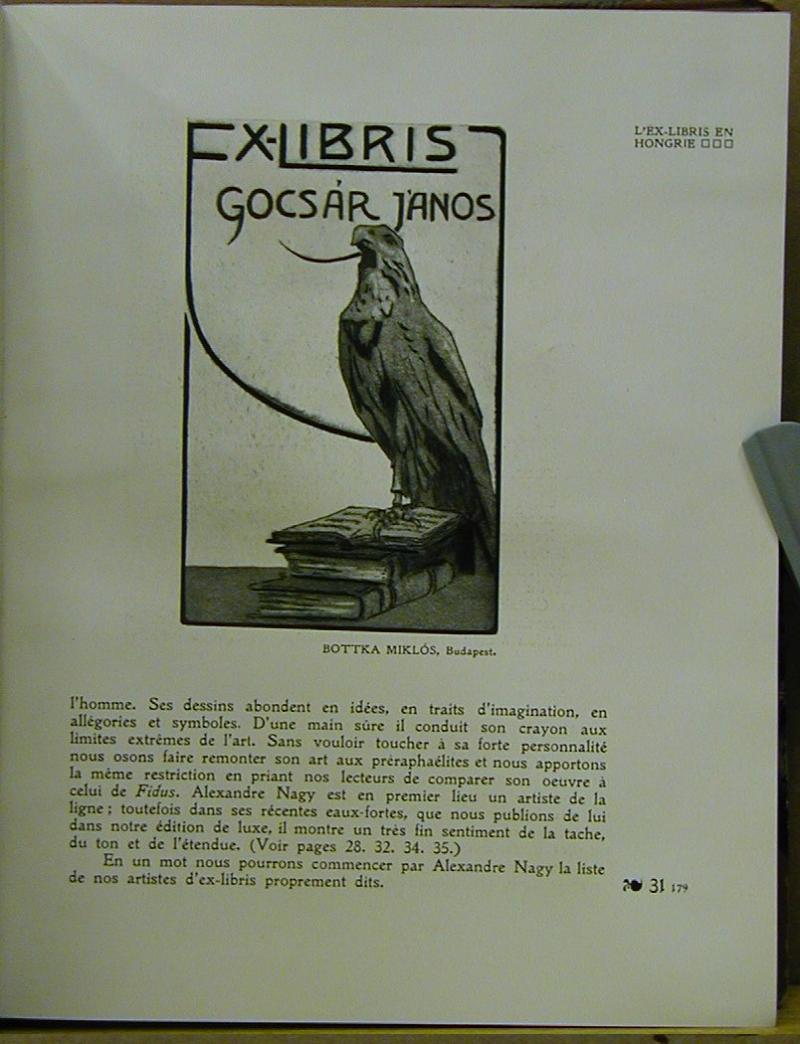 L'EX-LIBRIS EN
HONGRIE □□□
EX-LIBRIS
GOCSÁR JÁNOS
BOTTKA MIKLÓS, Budapest.
l'homme. Ses dessins abondent en idées, en traits d'imagination, en
allégories et symboles. D'une main sûre il conduit son crayon aux
limites extrêmes de l'art. Sans vouloir toucher à sa forte personnalité
nous osons faire remonter son art aux préraphaélites et nous apportons
la même restriction en priant nos lecteurs de comparer son oeuvre à
celui de Fidus. Alexandre Nagy est en premier lieu un artiste de la
ligne; toutefois dans ses récentes eaux-fortes, que nous publions de lui
dans notre édition de luxe, il montre un très fin sentiment de la tache,
du ton et de l'étendue. (Voir pages 28. 32. 34. 35.)
En un mot nous pourrons commencer par Alexandre Nagy la liste
de nos artistes d'ex-libris proprement dits.
31 179